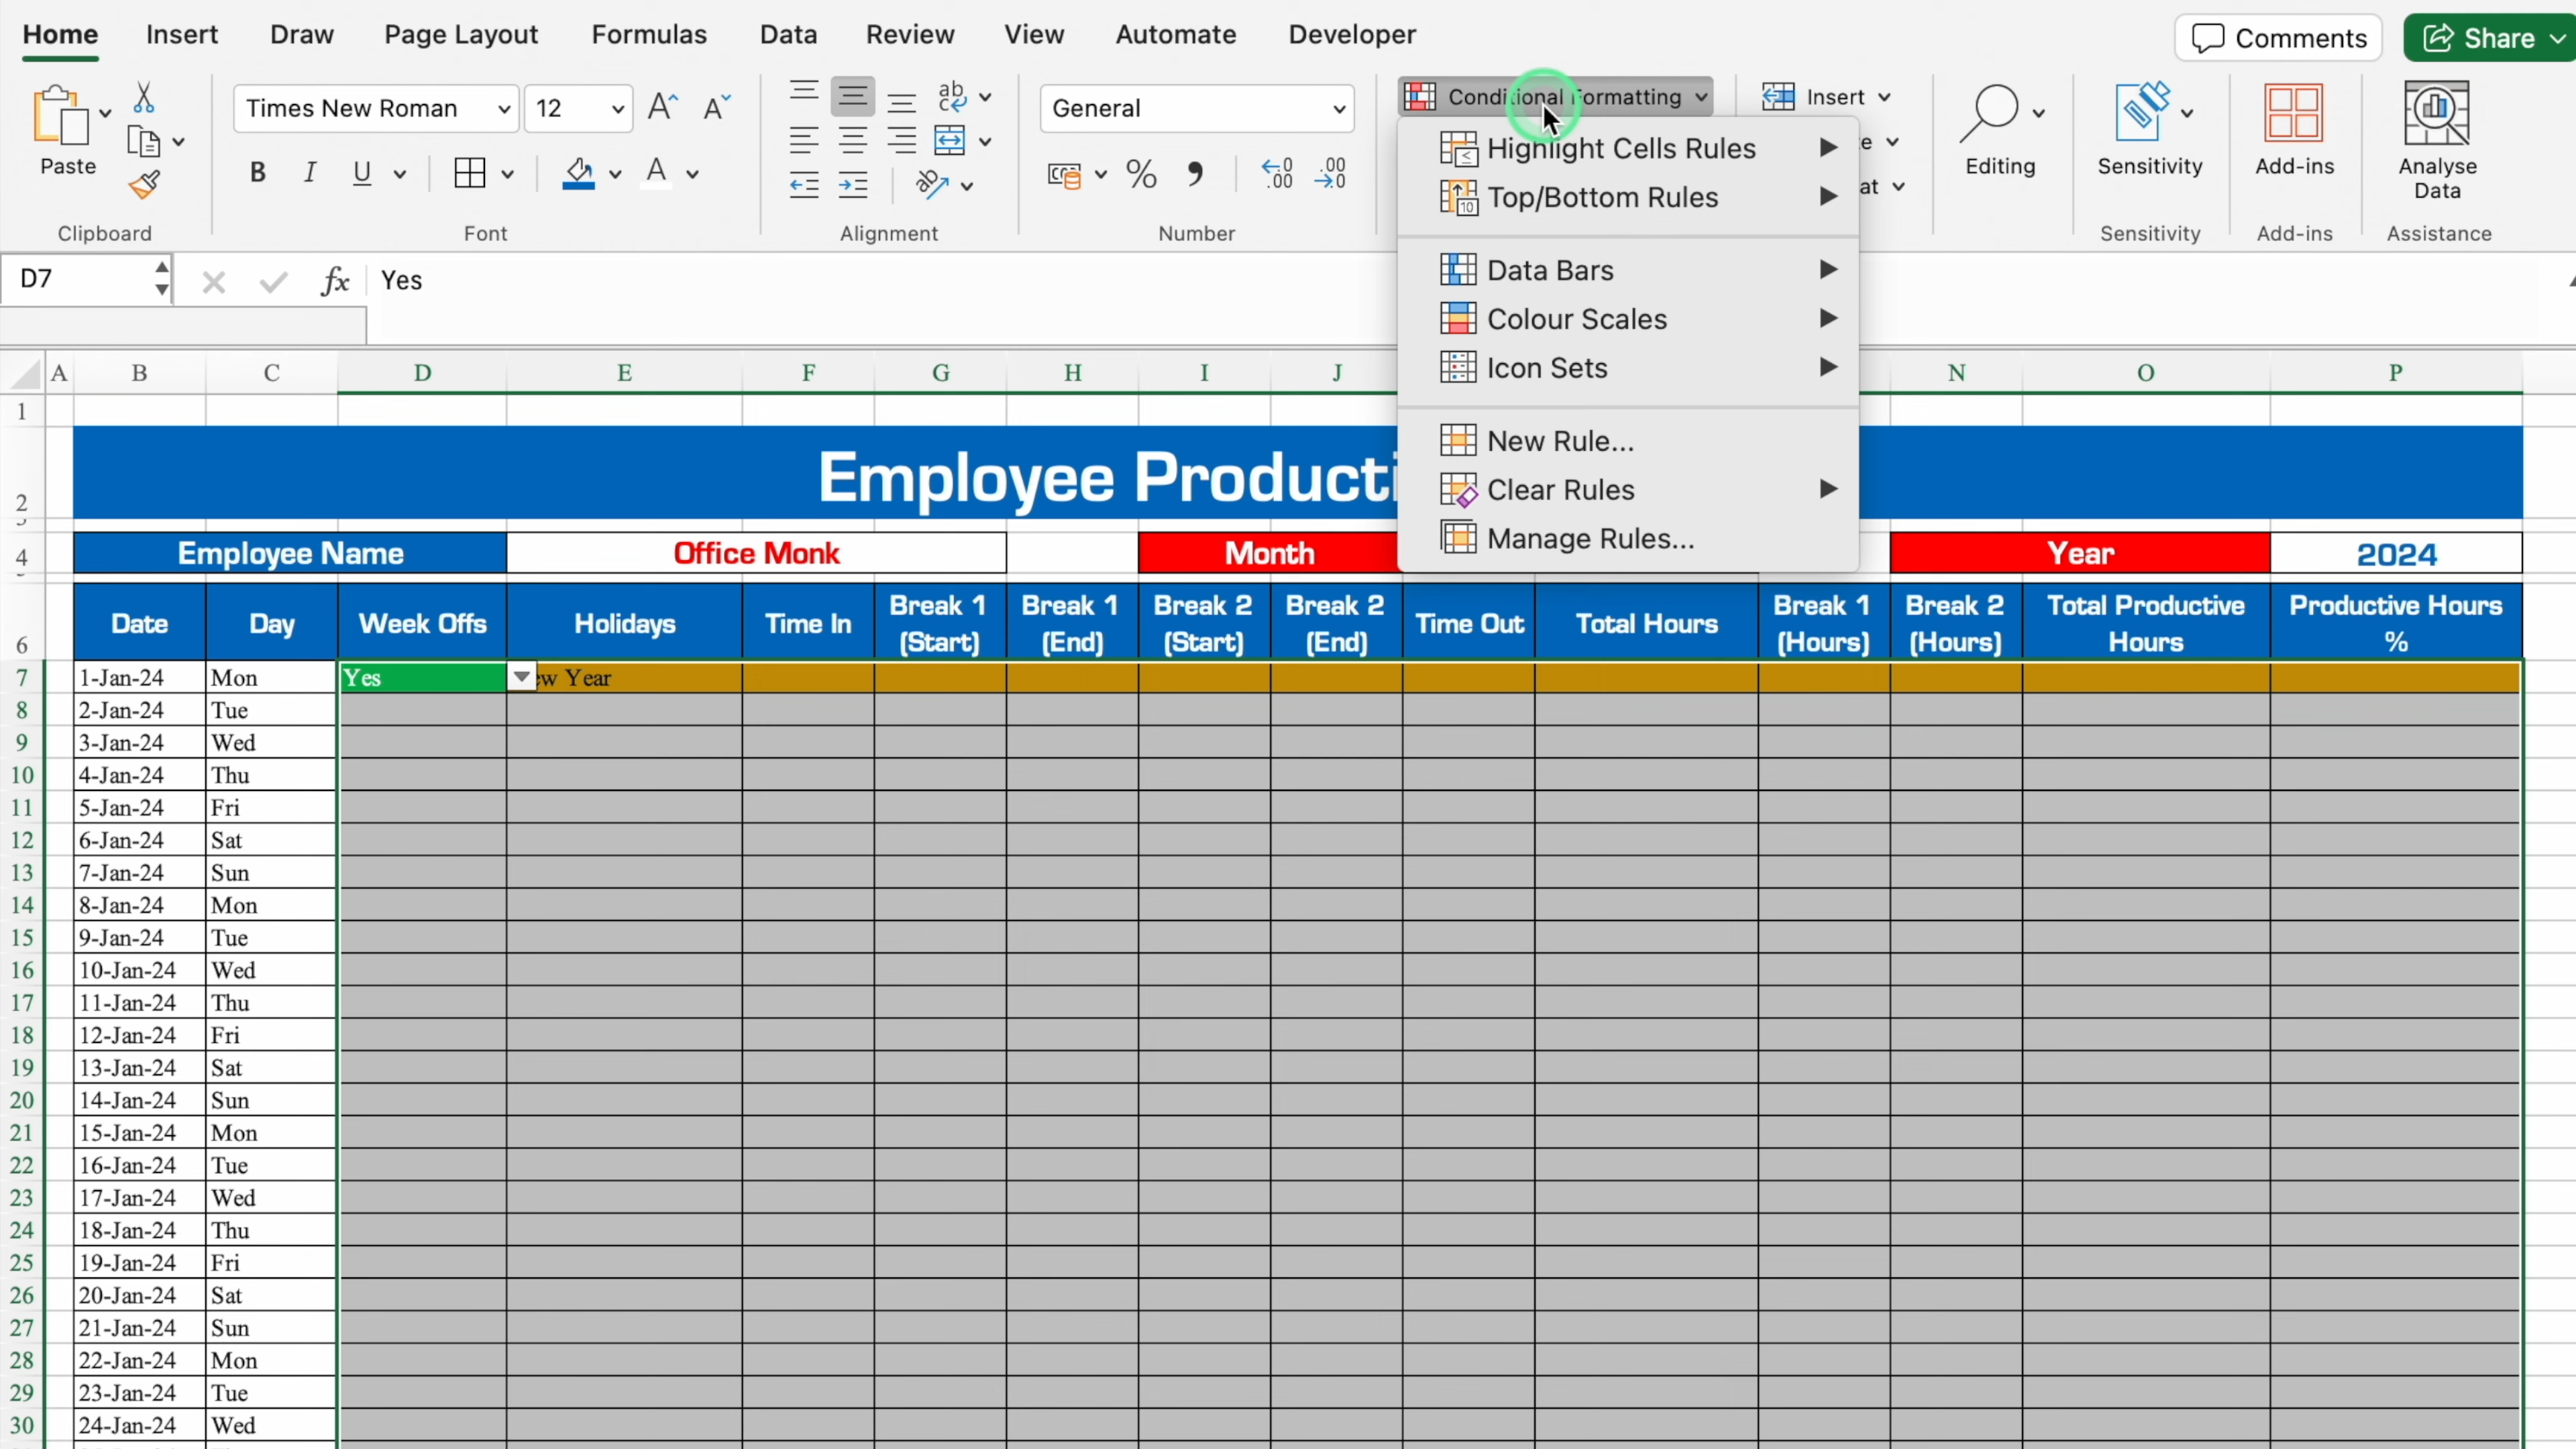 Home Insert Draw Page Layout Formulas Data Review View Automate Developer Comments Share
Paste
Clipboard
Times New Roman 12
B I U A
Font
ab
Alignment
General
% .00
Number
Conditional Formatting
Highlight Cells Rules
Top/Bottom Rules
Data Bars
Colour Scales
Icon Sets
New Rule...
Clear Rules
Manage Rules...
Insert
Editing
Sensitivity
Sensitivity
Add-ins
Add-ins
Analyse
Data
Assistance
D7 fx Yes
A B C D E F G H I J N O P
1
2 Employee Producti
4 Employee Name Office Monk Month Year 2024
6 Date Day Week Offs Holidays Time In Break 1 (Start) Break 1 (End) Break 2 (Start) Break 2 (End) Time Out Total Hours Break 1 (Hours) Break 2 (Hours) Total Productive Hours Productive Hours %
7 1-Jan-24 Mon Yes ew Year
8 2-Jan-24 Tue
9 3-Jan-24 Wed
10 4-Jan-24 Thu
11 5-Jan-24 Fri
12 6-Jan-24 Sat
13 7-Jan-24 Sun
14 8-Jan-24 Mon
15 9-Jan-24 Tue
16 10-Jan-24 Wed
17 11-Jan-24 Thu
18 12-Jan-24 Fri
19 13-Jan-24 Sat
20 14-Jan-24 Sun
21 15-Jan-24 Mon
22 16-Jan-24 Tue
23 17-Jan-24 Wed
24 18-Jan-24 Thu
25 19-Jan-24 Fri
26 20-Jan-24 Sat
27 21-Jan-24 Sun
28 22-Jan-24 Mon
29 23-Jan-24 Tue
30 24-Jan-24 Wed